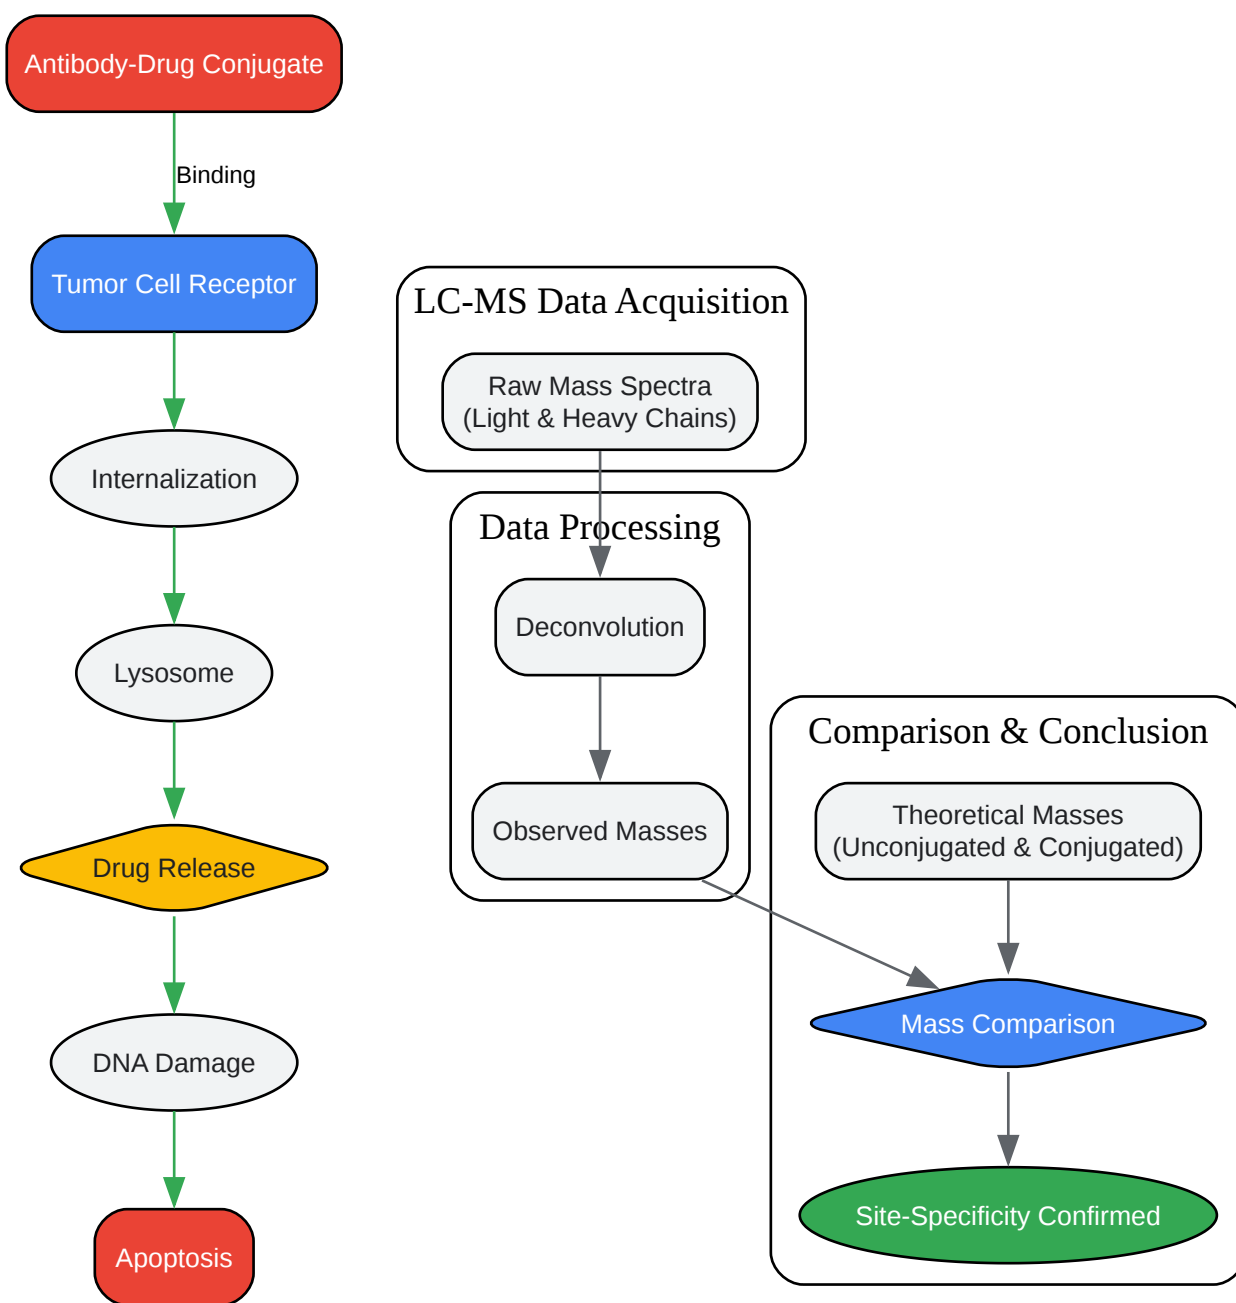 Antibody-Drug Conjugate
Binding
Tumor Cell Receptor
Internalization
Lysosome
Drug Release
DNA Damage
Apoptosis
LC-MS Data Acquisition
Raw Mass Spectra
(Light & Heavy Chains)
Data Processing
Deconvolution
Observed Masses
Comparison & Conclusion
Theoretical Masses
(Unconjugated & Conjugated)
Mass Comparison
Site-Specificity Confirmed